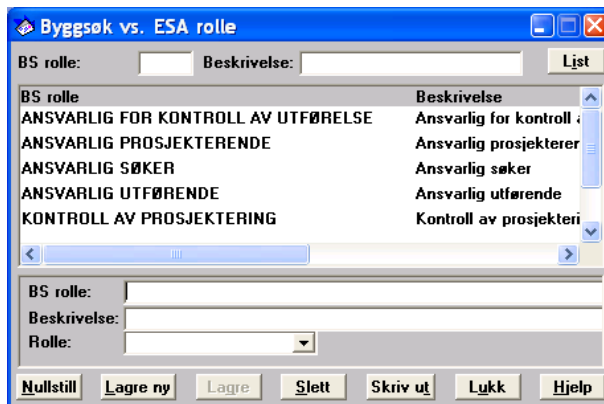 Byggsøk vs. ESA rolle
BS rolle: Beskrivelse: List
BS rolle Beskrivelse
ANSVARLIG FOR KONTROLL AV UTFØRELSE Ansvarlig for kontroll
ANSVARLIG PROSJEKTERENDE Ansvarlig prosjekterer
ANSVARLIG SØKER Ansvarlig søker
ANSVARLIG UTFØRENDE Ansvarlig utførende
KONTROLL AV PROSJEKTERING Kontroll av prosjekteri
BS rolle:
Beskrivelse:
Rolle:
Nullstill Lagre ny Lagre Slett Skriv ut Lukk Hjelp